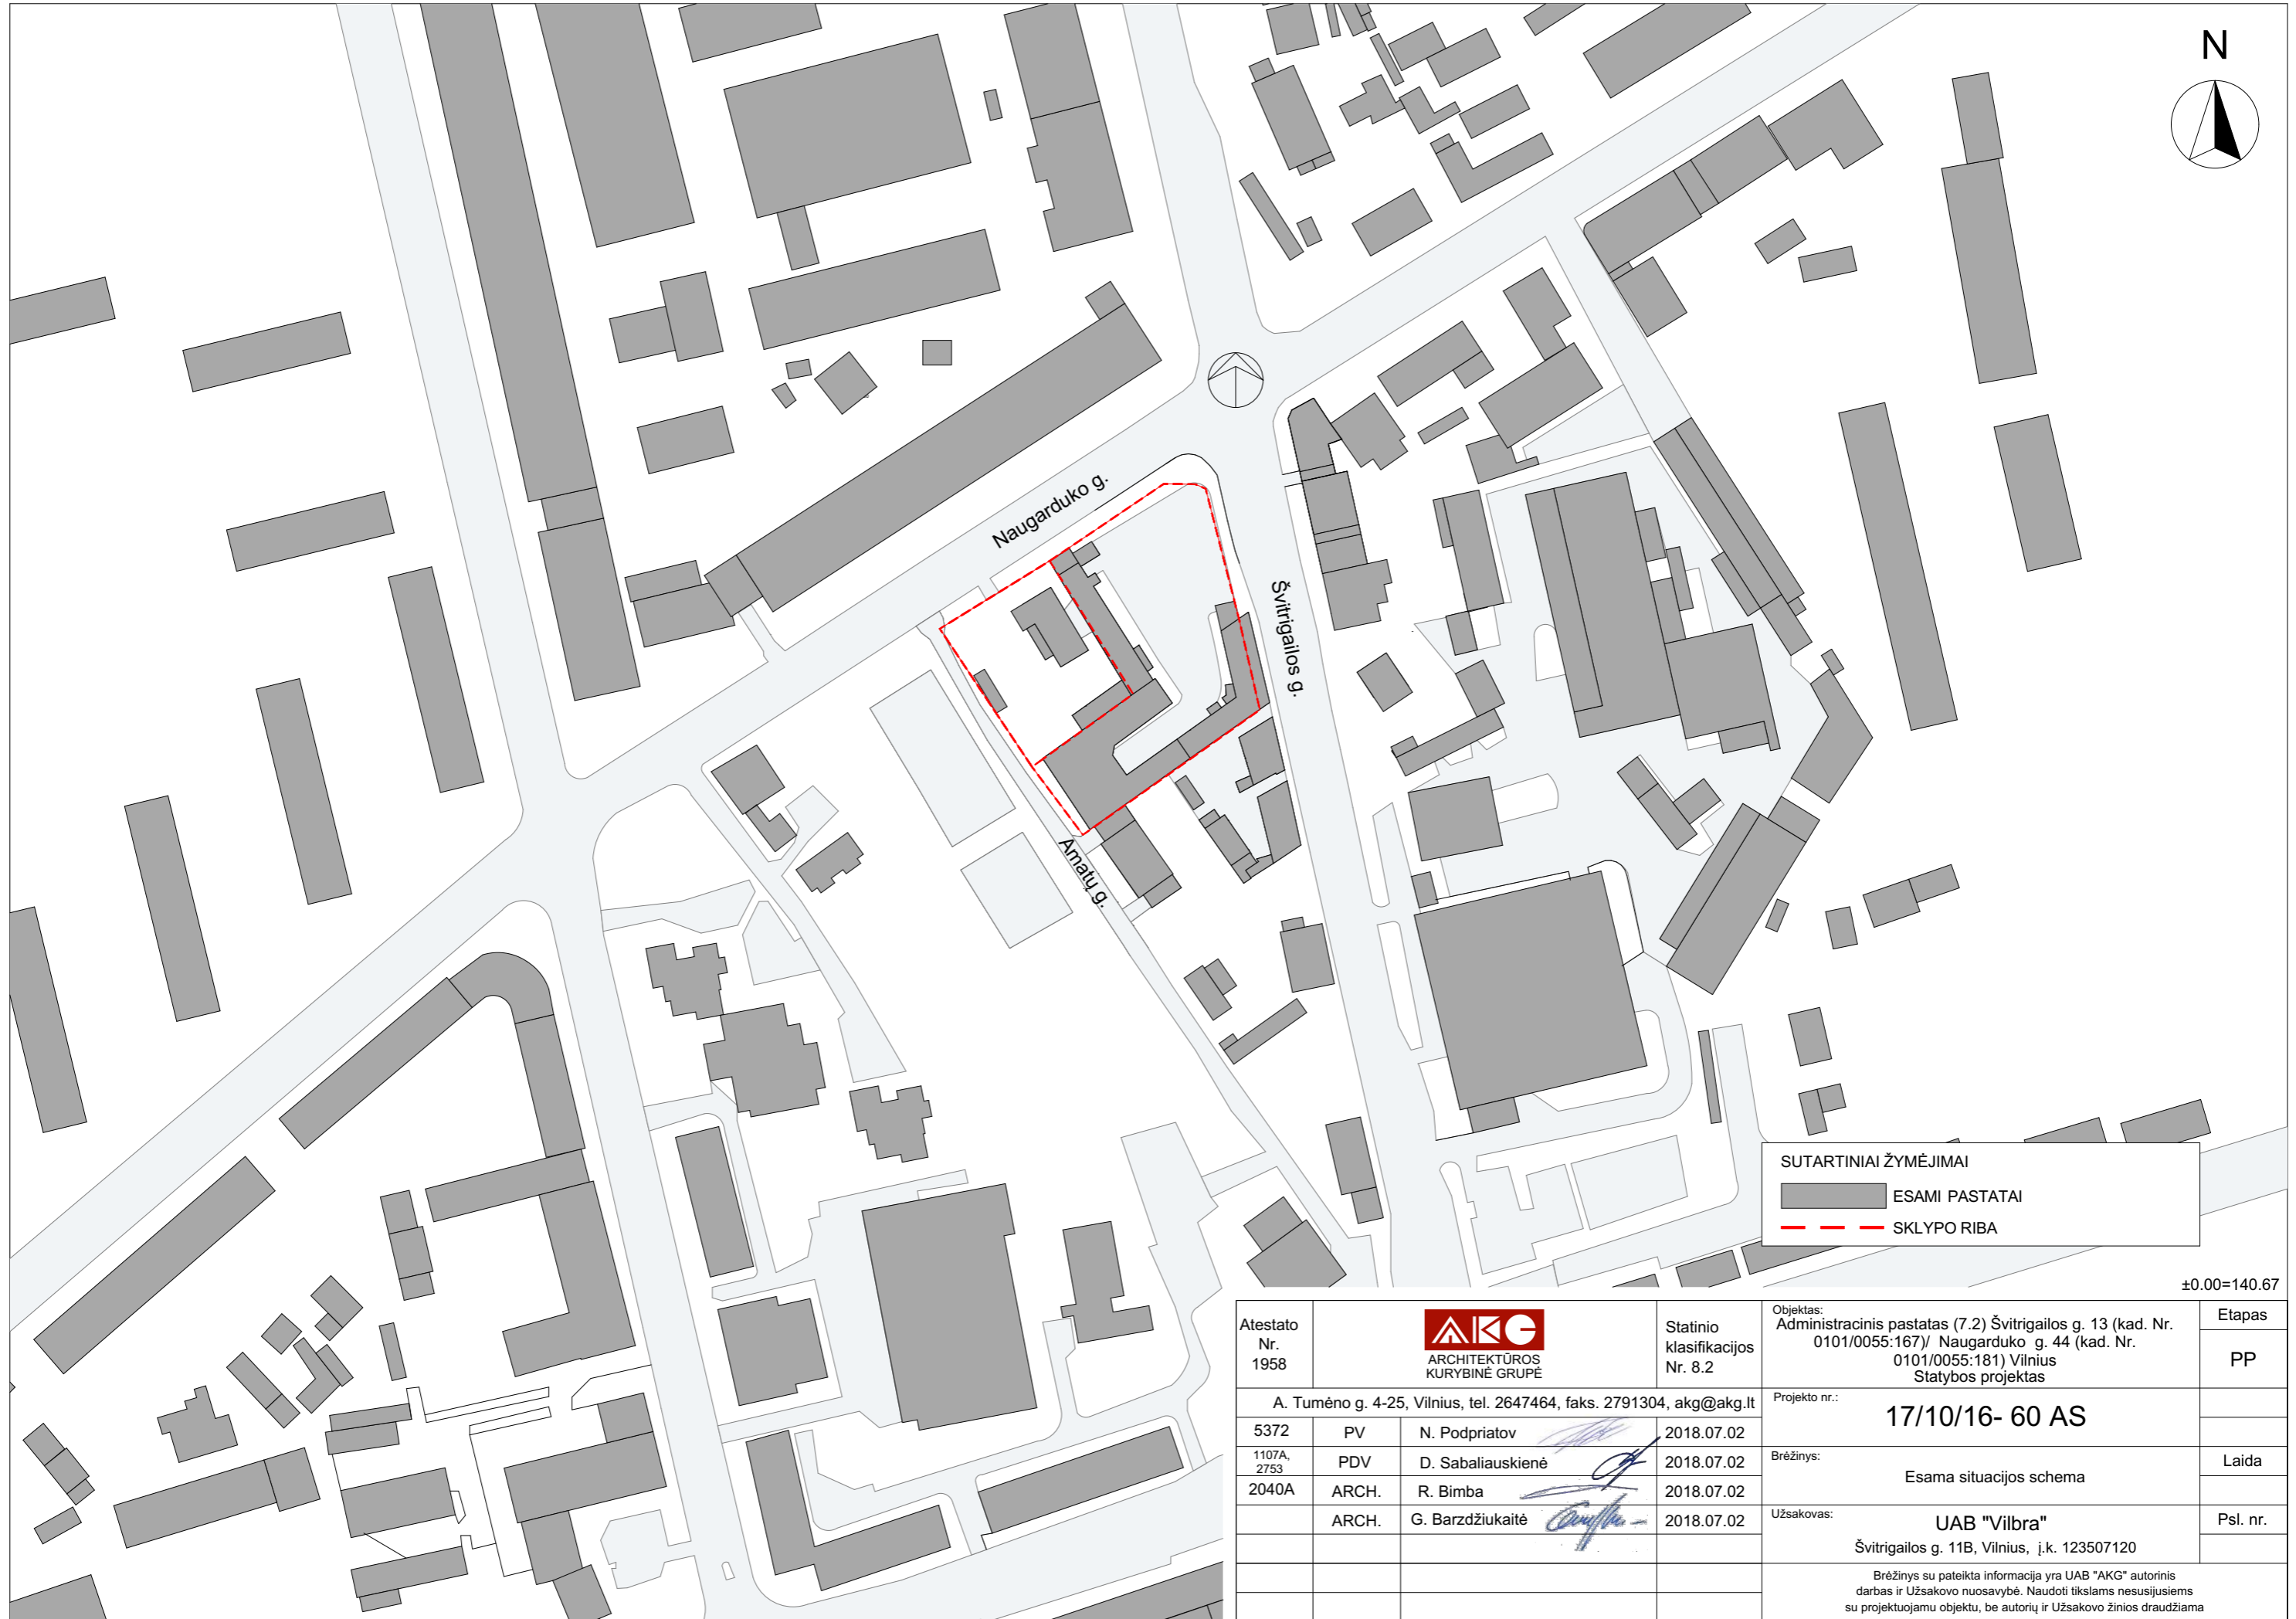 N
Naugarduko g.
Švitrigailos g.
Amatų g.
SUTARTINIAI ŽYMĖJIMAI
ESAMI PASTATAI
SKLYPO RIBA
±0.00=140.67
Atestato
Nr.
1958
AKG
ARCHITEKTŪROS
KURYBINĖ GRUPĖ
Statinio
klasifikacijos
Nr. 8.2
Objektas:
Administracinis pastatas (7.2) Švitrigailos g. 13 (kad. Nr.
0101/0055:167)/ Naugarduko g. 44 (kad. Nr.
0101/0055:181) Vilnius
Statybos projektas
Etapas
PP
A. Tumėno g. 4-25, Vilnius, tel. 2647464, faks. 2791304, akg@akg.lt
Projekto nr.:
17/10/16- 60 AS
5372 PV N. Podpriatov 2018.07.02
1107A,
2753
PDV D. Sabaliauskienė 2018.07.02
2040A ARCH. R. Bimba 2018.07.02
ARCH. G. Barzdžiukaitė 2018.07.02
Brėžinys:
Esama situacijos schema
Laida
Užsakovas:
UAB "Vilbra"
Švitrigailos g. 11B, Vilnius, į.k. 123507120
Psl. nr.
Brėžinys su pateikta informacija yra UAB "AKG" autorinis
darbas ir Užsakovo nuosavybė. Naudoti tikslams nesusijusiems
su projektuojamu objektu, be autorių ir Užsakovo žinios draudžiama